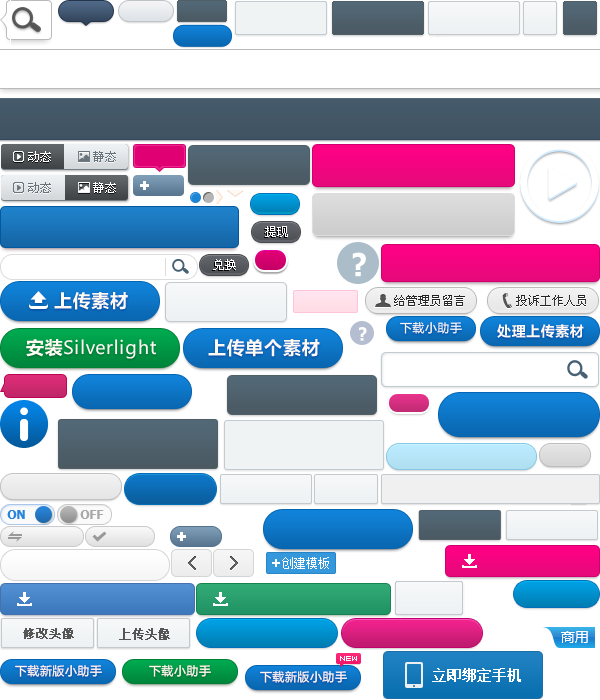 动态 静态
动态 静态
提现
兑换
?
上传素材
给管理员留言 投诉工作人员
安装Silverlight
上传单个素材
?
下载小助手
处理上传素材
i
ON OFF
创建模板
修改头像 上传头像
商用
下载新版小助手 下载小助手 下载新版小助手
NEW
立即绑定手机